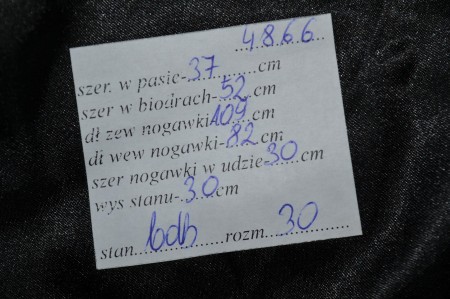 4866
szer. w pasie-37...........cm
szer w biodrach-52.....cm
dł zew nogawki 109 cm
dł wew nogawki-82.cm
szer nogawki w udzie-30...cm
wys stanu-.30.cm
stan...bdb..........rozm..30..........